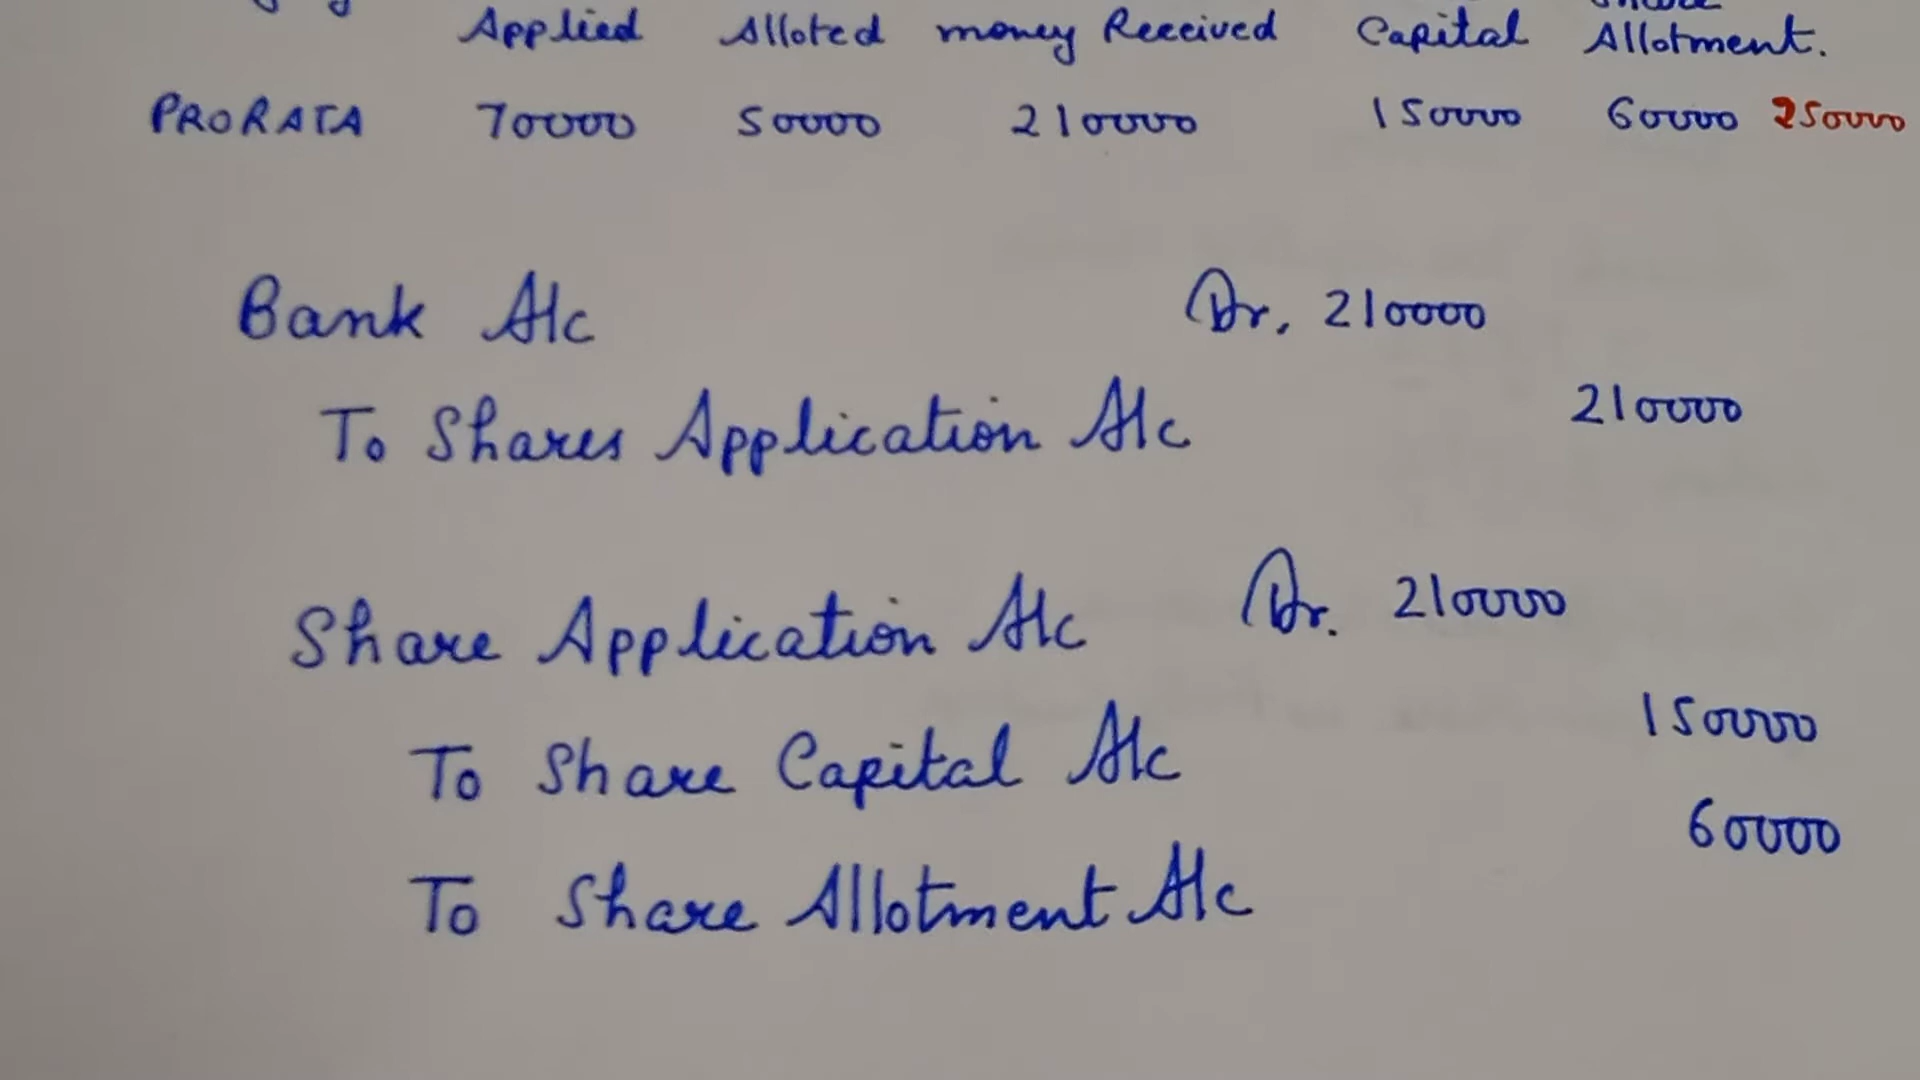 Applied Alloted money Received Capital Allotment.
PRORATA 70000 50000 210000 150000 60000 250000
Bank A/c Dr. 210000
To Shares Application A/c 210000
Share Application A/c Dr. 210000
To Share Capital A/c 150000
To Share Allotment A/c 60000